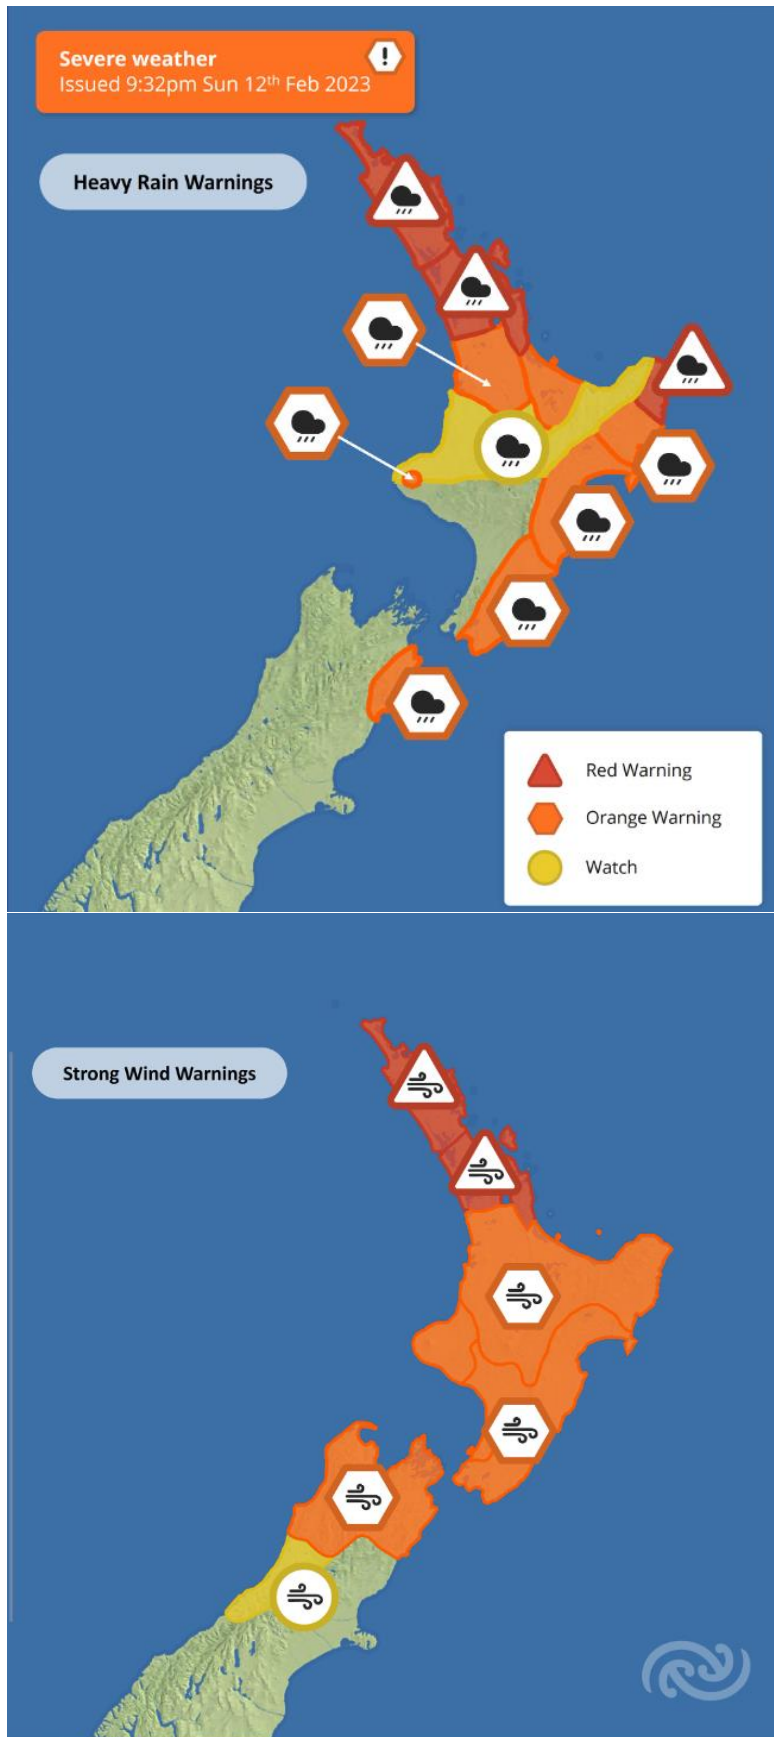 Severe weather
Issued 9:32pm Sun 12th Feb 2023
!
Heavy Rain Warnings
Red Warning
Orange Warning
Watch
Strong Wind Warnings